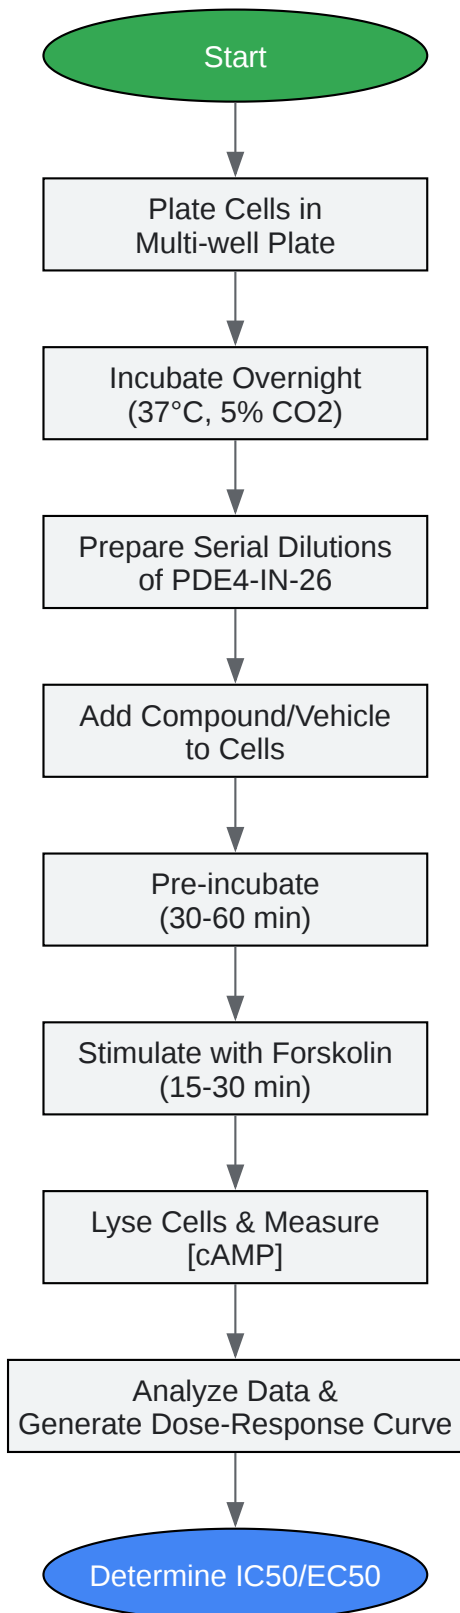 Start
Plate Cells in
Multi-well Plate
Incubate Overnight
(37°C, 5% CO2)
Prepare Serial Dilutions
of PDE4-IN-26
Add Compound/Vehicle
to Cells
Pre-incubate
(30-60 min)
Stimulate with Forskolin
(15-30 min)
Lyse Cells & Measure
[cAMP]
Analyze Data &
Generate Dose-Response Curve
Determine IC50/EC50